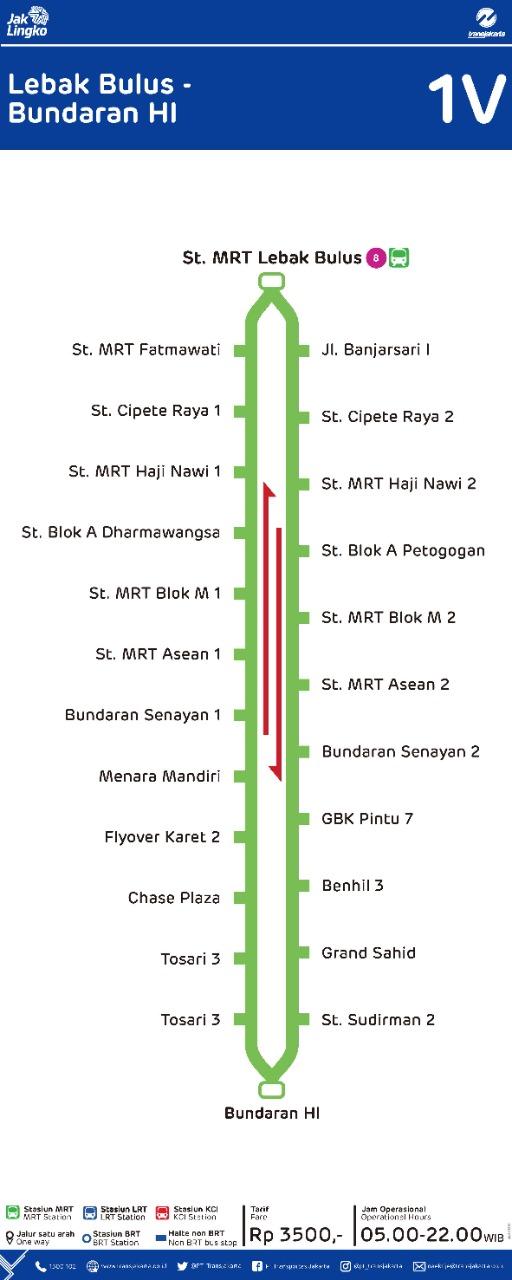 Jak
Lingko
transjakarta
Lebak Bulus -
Bundaran HI
1V
St. MRT Lebak Bulus 8
St. MRT Fatmawati
Jl. Banjarsari I
St. Cipete Raya 1
St. Cipete Raya 2
St. MRT Haji Nawi 1
St. MRT Haji Nawi 2
St. Blok A Dharmawangsa
St. Blok A Petogogan
St. MRT Blok M 1
St. MRT Blok M 2
St. MRT Asean 1
St. MRT Asean 2
Bundaran Senayan 1
Bundaran Senayan 2
Menara Mandiri
GBK Pintu 7
Flyover Karet 2
Benhil 3
Chase Plaza
Grand Sahid
Tosari 3
Tosari 3
St. Sudirman 2
Bundaran HI
Stasiun MRT
MRT Station
Stasiun LRT
LRT Station
Stasiun KCI
KCI Station
Jalur satu arah
One way
Stasiun BRT
BRT Station
Halte non BRT
Non BRT bus stop
Tarif
Fare
Rp 3500,-
Jam Operasional
Operational Hours
05.00-22.00 WIB
1500 102
www.transjakarta.co.id
@PT_TransJakarta
PT Transportasi Jakarta
@pt_transjakarta